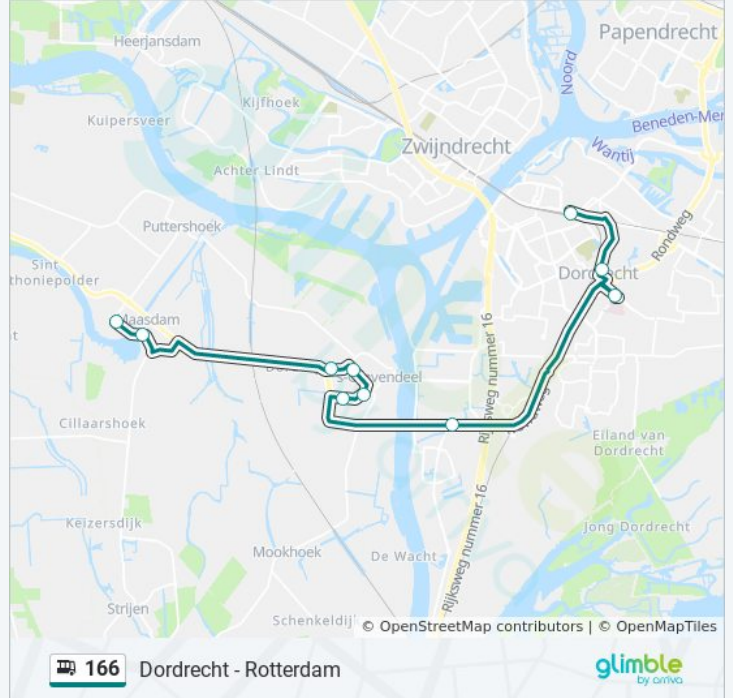 Heerjansdam
Papendrecht
Noord
Kijfhoek
Kuipersveer
Beneden-Mer
Zwijndrecht
Wantij
Achter Lindt
Puttershoek
Rondweg
Sint
thoniepolder
Dordrecht
Maasdam
Rijksweg nummer 16
's-Gravendeel
Cillaarshoek
Eiland van
Dordrecht
Rijksweg nummer 16
Keizersdijk
Jong Dordrecht
Mookhoek
De Wacht
Strijen
Schenkeldij
© OpenStreetMap contributors | © OpenMapTiles
166 Dordrecht - Rotterdam
glimble
by arriva